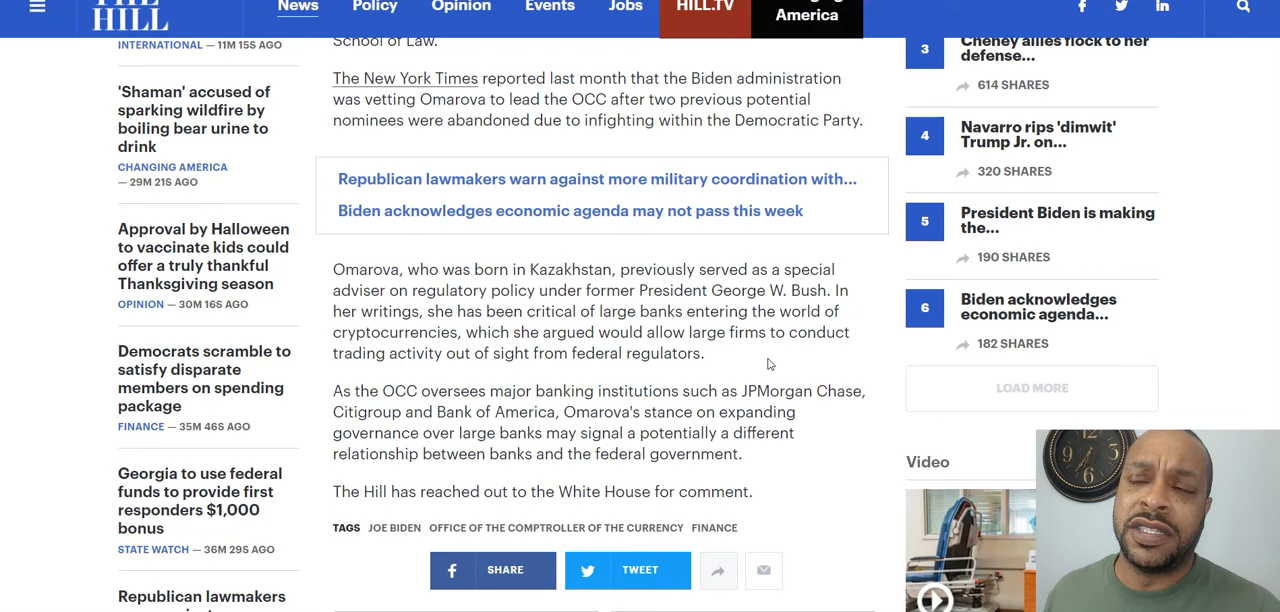 THE
HILL
News
Policy
Opinion
Events
Jobs
HILL.TV
America
INTERNATIONAL — 11M 15S AGO
'Shaman' accused of
sparking wildfire by
boiling bear urine to
drink
CHANGING AMERICA
— 29M 21S AGO
Approval by Halloween
to vaccinate kids could
offer a truly thankful
Thanksgiving season
OPINION — 30M 16S AGO
Democrats scramble to
satisfy disparate
members on spending
package
FINANCE — 35M 46S AGO
Georgia to use federal
funds to provide first
responders $1,000
bonus
STATE WATCH — 36M 29S AGO
Republican lawmakers
School of Law.
The New York Times reported last month that the Biden administration
was vetting Omarova to lead the OCC after two previous potential
nominees were abandoned due to infighting within the Democratic Party.
Republican lawmakers warn against more military coordination with...
Biden acknowledges economic agenda may not pass this week
Omarova, who was born in Kazakhstan, previously served as a special
adviser on regulatory policy under former President George W. Bush. In
her writings, she has been critical of large banks entering the world of
cryptocurrencies, which she argued would allow large firms to conduct
trading activity out of sight from federal regulators.
As the OCC oversees major banking institutions such as JPMorgan Chase,
Citigroup and Bank of America, Omarova's stance on expanding
governance over large banks may signal a potentially a different
relationship between banks and the federal government.
The Hill has reached out to the White House for comment.
TAGS JOE BIDEN OFFICE OF THE COMPTROLLER OF THE CURRENCY FINANCE
SHARE
TWEET
3
Cheney allies flock to her
defense...
614 SHARES
4
Navarro rips 'dimwit'
Trump Jr. on...
320 SHARES
5
President Biden is making
the...
190 SHARES
6
Biden acknowledges
economic agenda...
182 SHARES
LOAD MORE
Video